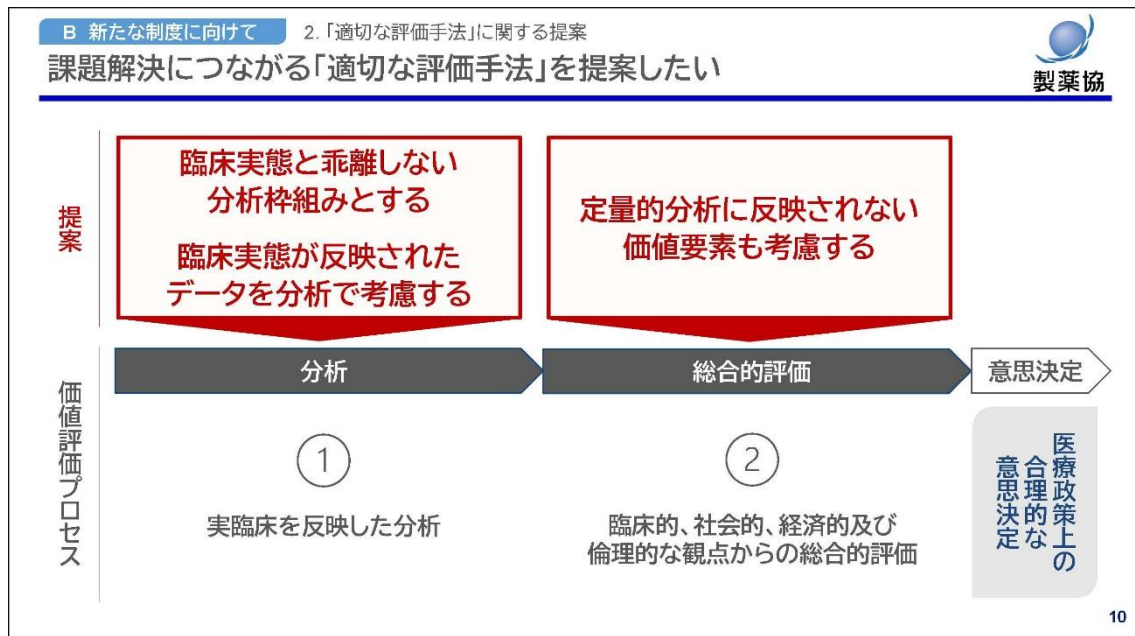 B 新たな制度に向けて
2.「適切な評価手法」に関する提案
課題解決につながる「適切な評価手法」を提案したい
製薬協
提案
臨床実態と乖離しない
分析枠組みとする
臨床実態が反映された
データを分析で考慮する
定量的分析に反映されない
価値要素も考慮する
価値評価プロセス
分析
総合的評価
意思決定
1
実臨床を反映した分析
2
臨床的、社会的、経済的及び
倫理的な観点からの総合的評価
医療政策上の
合理的な
意思決定
10